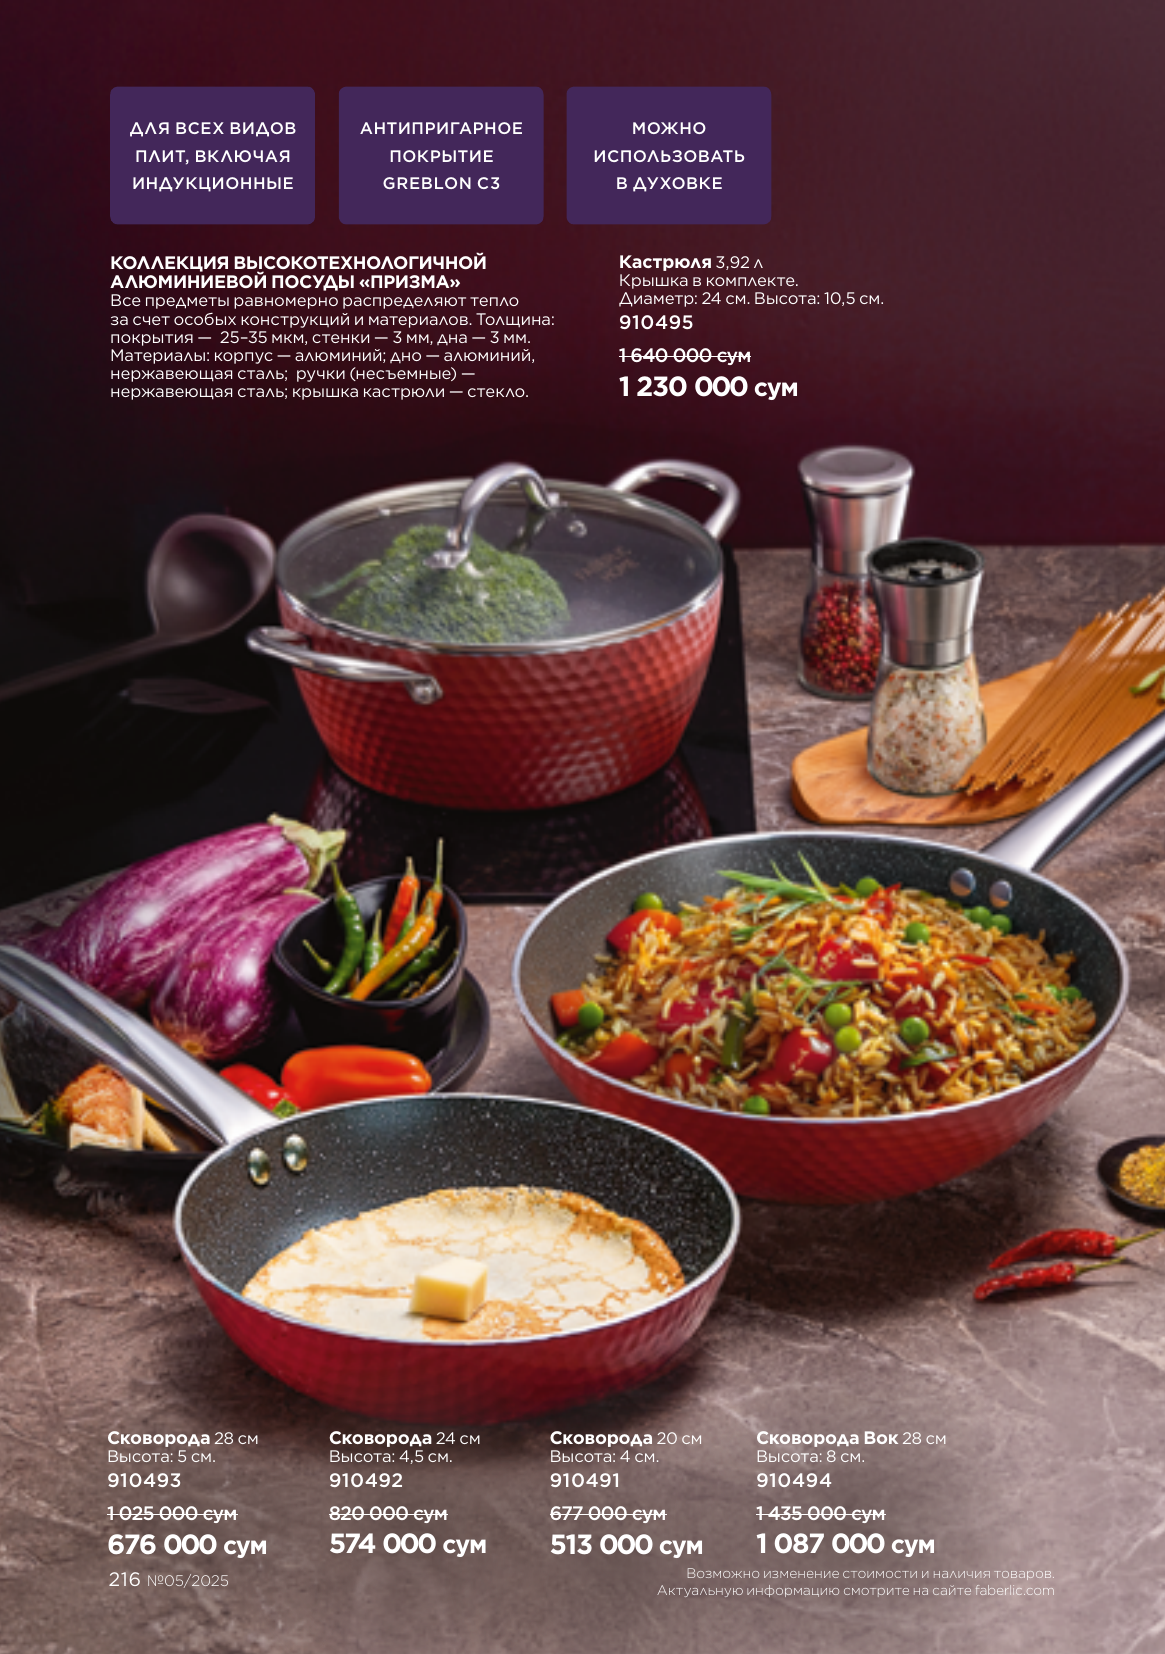 ДЛЯ ВСЕХ ВИДОВ
ПЛИТ, ВКЛЮЧАЯ
ИНДУКЦИОННЫЕ
АНТИПРИГАРНОЕ
ПОКРЫТИЕ
GREBLON C3
МОЖНО
ИСПОЛЬЗОВАТЬ
В ДУХОВКЕ
КОЛЛЕКЦИЯ ВЫСОКОТЕХНОЛОГИЧНОЙ
АЛЮМИНИЕВОЙ ПОСУДЫ «ПРИЗМА»
Все предметы равномерно распределяют тепло
за счет особых конструкций и материалов. Толщина:
покрытия — 25–35 мкм, стенки — 3 мм, дна — 3 мм.
Материалы: корпус — алюминий; дно — алюминий,
нержавеющая сталь; ручки (несъемные) —
нержавеющая сталь; крышка кастрюли — стекло.
Кастрюля 3,92 л
Крышка в комплекте.
Диаметр: 24 см. Высота: 10,5 см.
910495
1 640 000 сум
1 230 000 сум
Сковорода 28 см
Высота: 5 см.
910493
1 025 000 сум
676 000 сум
Сковорода 24 см
Высота: 4,5 см.
910492
820 000 сум
574 000 сум
Сковорода 20 см
Высота: 4 см.
910491
677 000 сум
513 000 сум
Сковорода Вок 28 см
Высота: 8 см.
910494
1 435 000 сум
1 087 000 сум
216 №05/2025
Возможно изменение стоимости и наличия товаров.
Актуальную информацию смотрите на сайте faberlic.com